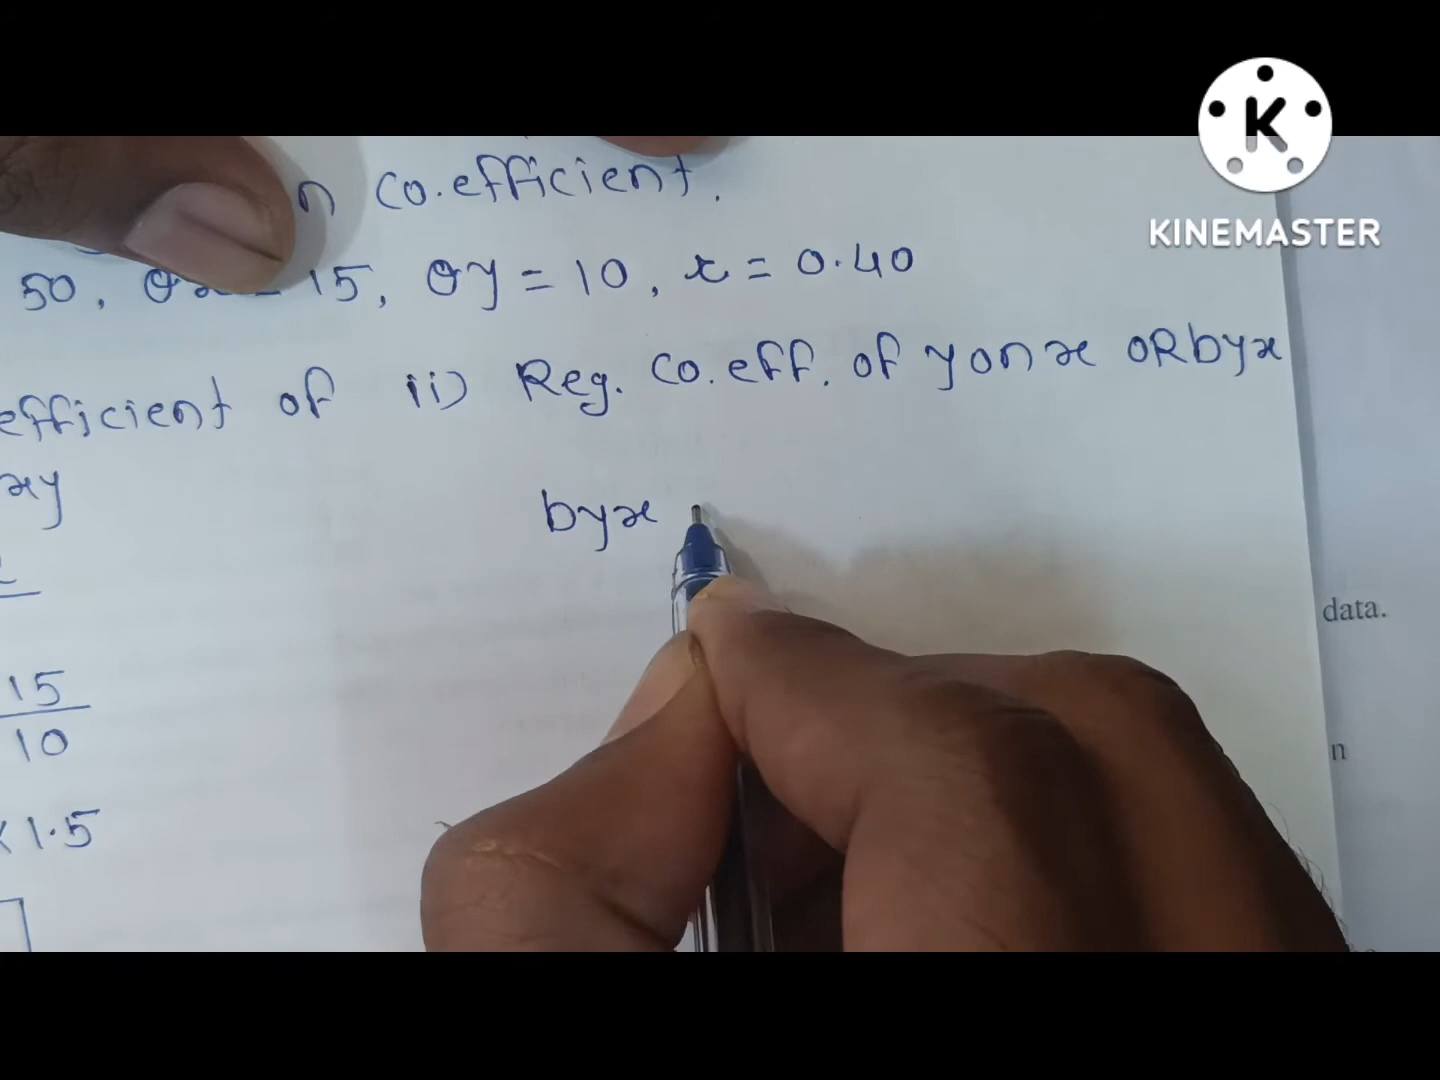 K
KINEMASTER
n Co.efficient.
50, σx = 15, σy = 10, r = 0.40
efficient of ii) Reg. Co.eff. of y on x OR byx
xy
byx
data.
15
10
n
x 1.5